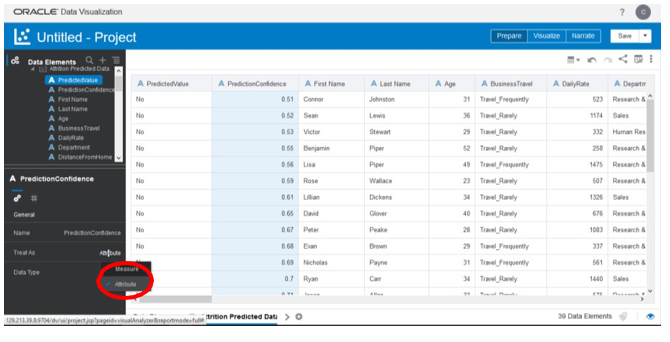 ORACLE Data Visualization
? C
Untitled - Project
Prepare Visualize Narrate Save
Data Elements
Attrition Predicted Data
A PredictedValue
A PredictionConfidence
A First Name
A Last Name
A Age
A BusinessTravel
A DailyRate
A Department
A DistanceFromHome
A PredictionConfidence
General
Name PredictionConfidence
Treat As Attribute
Data Type
Measure
Attribute
A PredictedValue A PredictionConfidence A First Name A Last Name A Age A BusinessTravel A DailyRate A Departm
No 0.51 Connor Johnston 31 Travel_Frequently 523 Research &
No 0.52 Sean Lewis 36 Travel_Rarely 1174 Sales
No 0.53 Victor Stewart 29 Travel_Rarely 332 Human Res
No 0.55 Benjamin Piper 52 Travel_Rarely 258 Research &
No 0.56 Lisa Piper 49 Travel_Frequently 1475 Research &
No 0.59 Rose Wallace 23 Travel_Rarely 507 Research &
No 0.61 Lillian Dickens 34 Travel_Rarely 1326 Sales
No 0.65 David Glover 40 Travel_Rarely 676 Research &
No 0.67 Peter Peake 28 Travel_Rarely 1083 Research &
No 0.68 Evan Brown 29 Travel_Frequently 337 Research &
No 0.69 Nicholas Payne 31 Travel_Frequently 561 Research &
No 0.7 Ryan Carr 34 Travel_Rarely 1440 Sales
129.213.39.8:9704/dv/ui/project.jsp?pageid=visualAnalyzer&reportmode=full#
ttrition Predicted Data
39 Data Elements